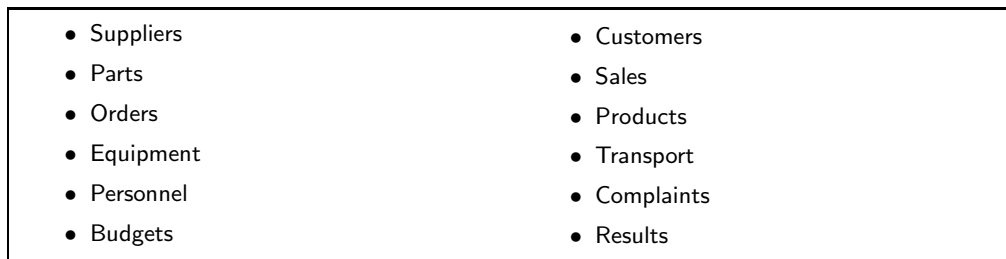 • Suppliers
• Parts
• Orders
• Equipment
• Personnel
• Budgets
• Customers
• Sales
• Products
• Transport
• Complaints
• Results